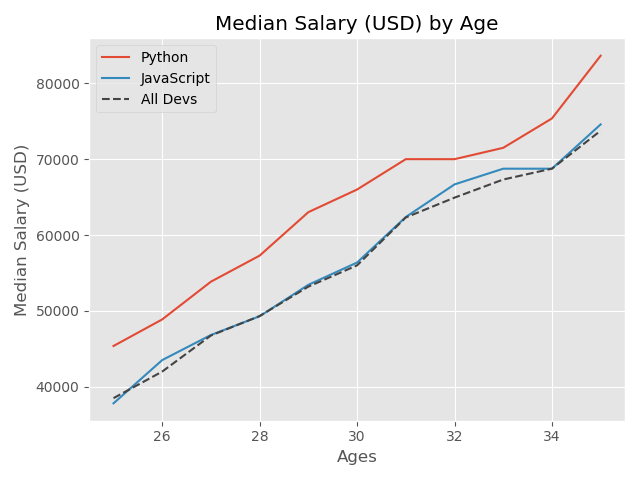 Median Salary (USD) by Age
Python
JavaScript
All Devs
80000
70000
60000
50000
40000
Median Salary (USD)
26 28 30 32 34
Ages